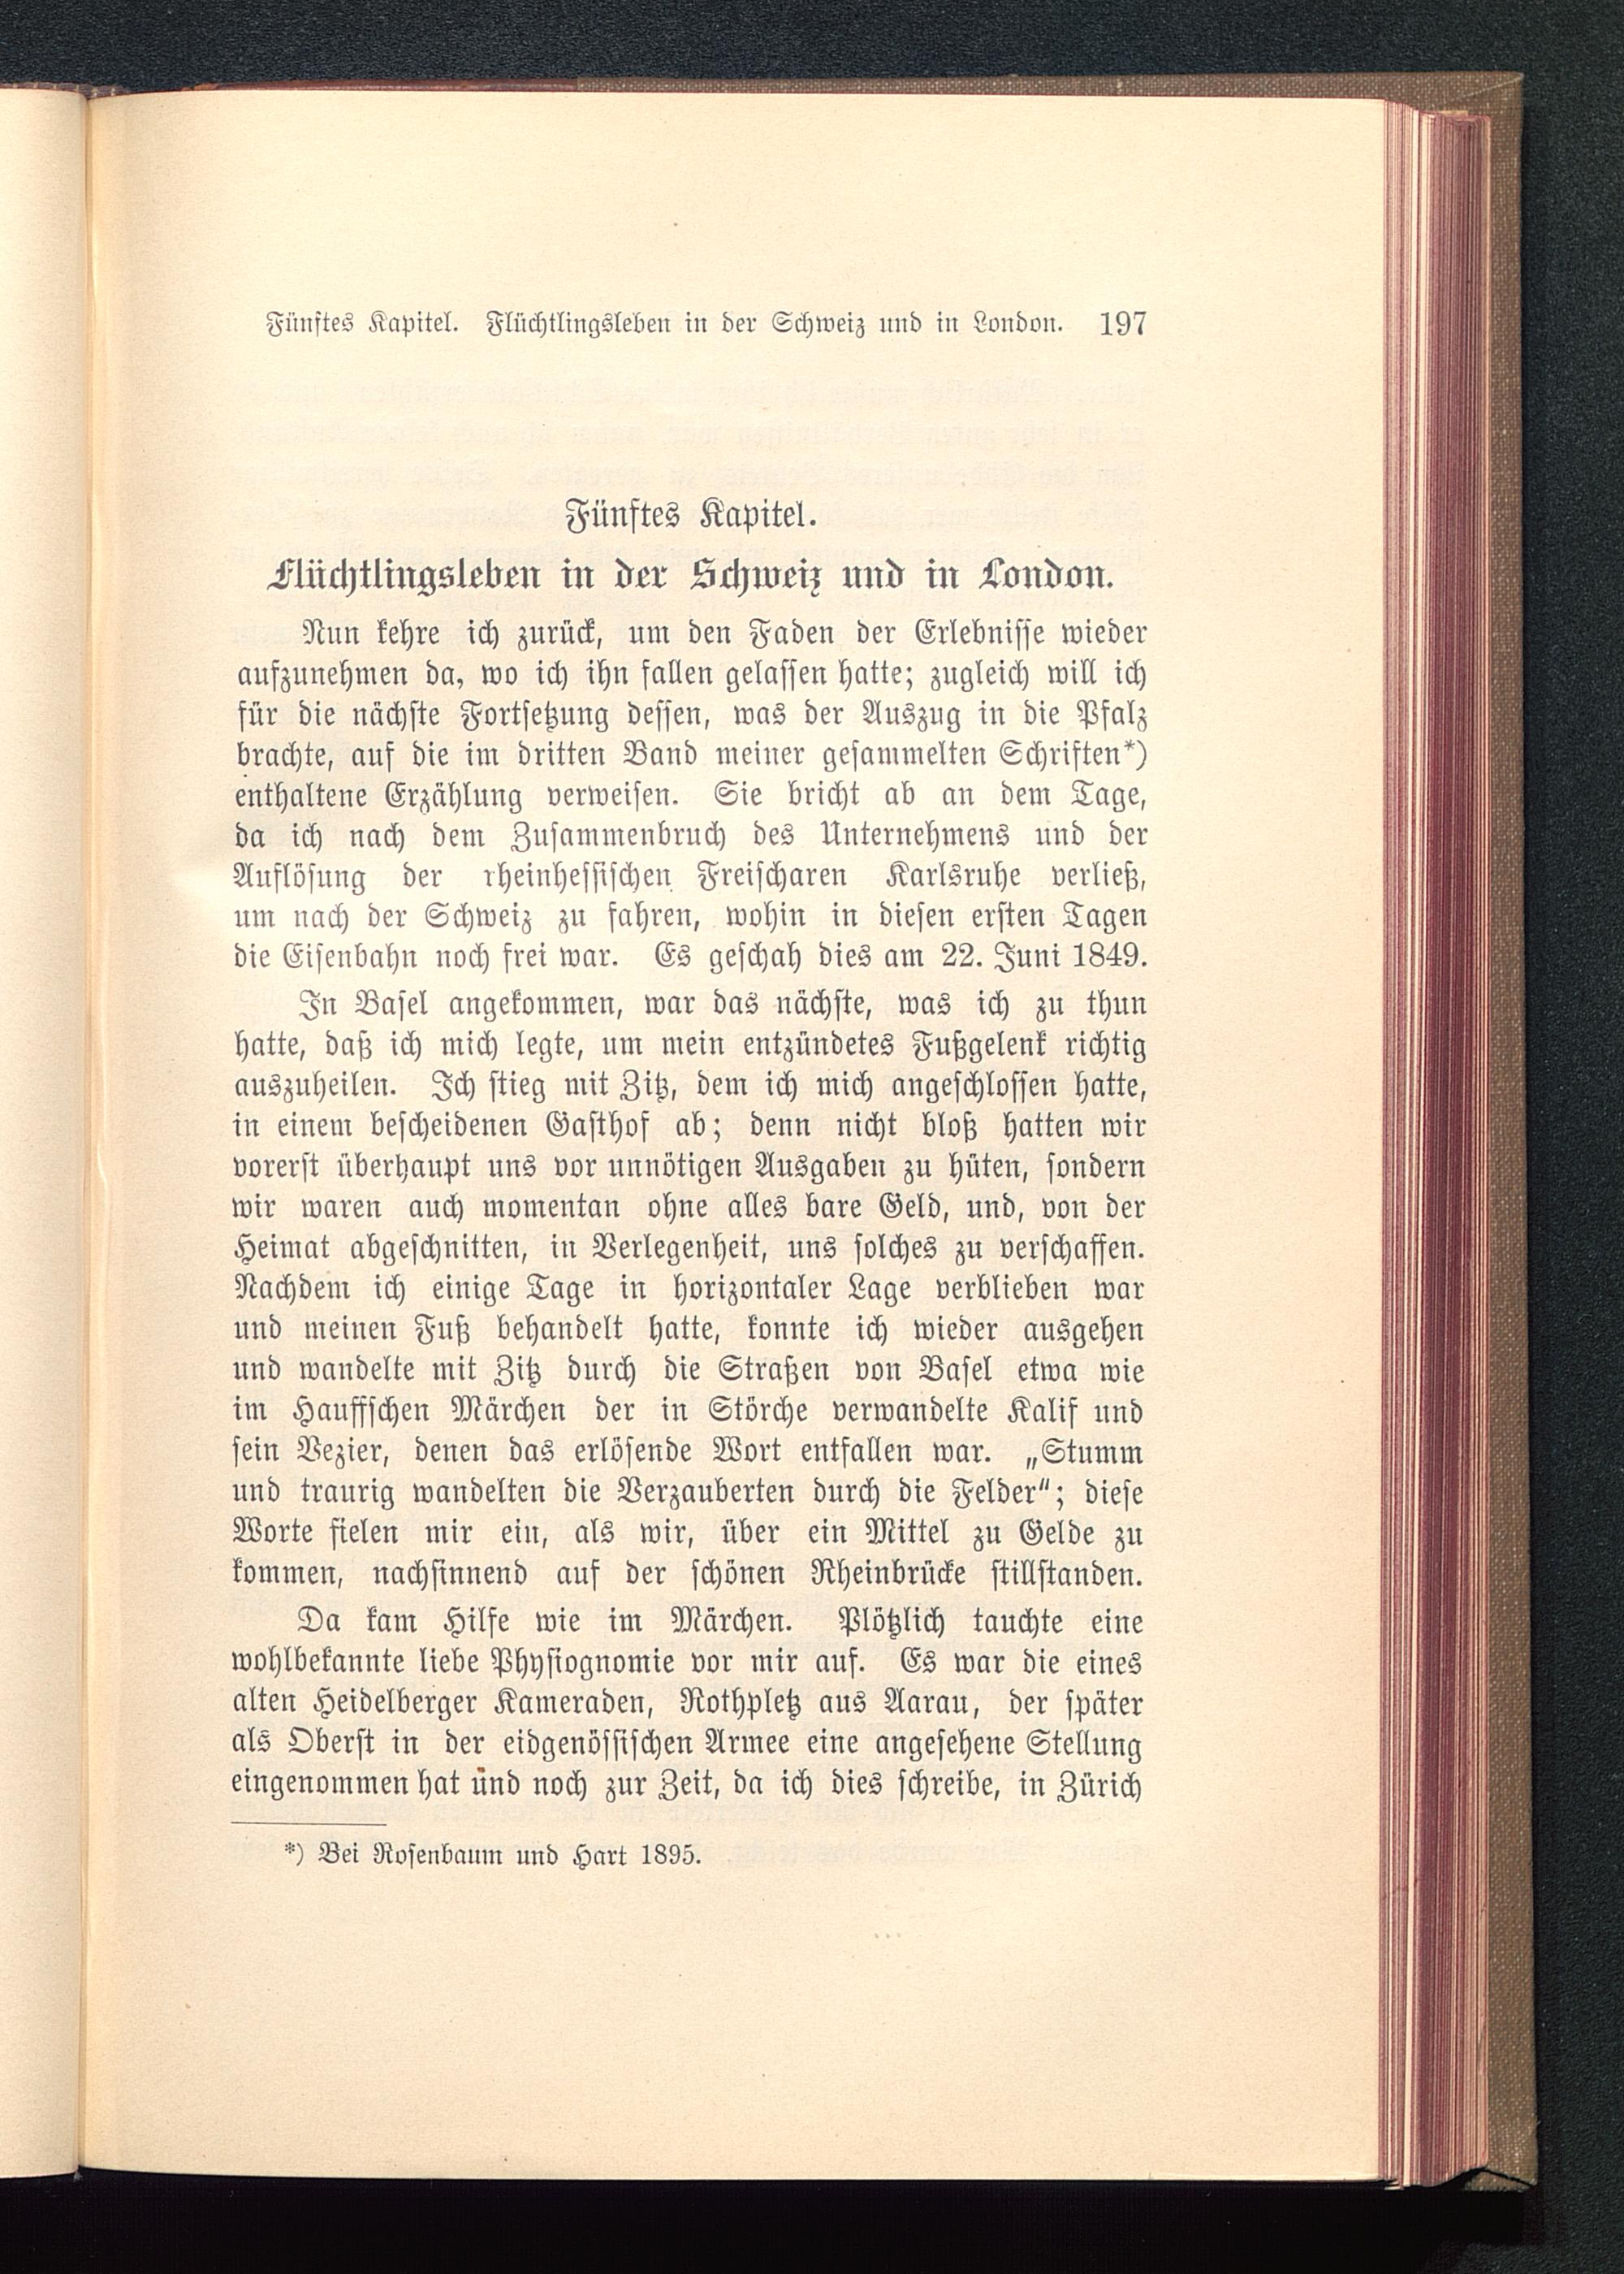 Fünftes Kapitel. Flüchtlingsleben in der Schweiz und in London. 197
Fünftes Kapitel.
Flüchtlingsleben in der Schweiz und in London.
Nun kehre ich zurück, um den Faden der Erlebnisse wieder
aufzunehmen da, wo ich ihn fallen gelassen hatte; zugleich will ich
für die nächste Fortsetzung dessen, was der Auszug in die Pfalz
brachte, auf die im dritten Band meiner gesammelten Schriften*)
enthaltene Erzählung verweisen. Sie bricht ab an dem Tage,
da ich nach dem Zusammenbruch des Unternehmens und der
Auflösung der rheinhessischen Freischaren Karlsruhe verließ,
um nach der Schweiz zu fahren, wohin in diesen ersten Tagen
die Eisenbahn noch frei war. Es geschah dies am 22. Juni 1849.
In Basel angekommen, war das nächste, was ich zu thun
hatte, daß ich mich legte, um mein entzündetes Fußgelenk richtig
auszuheilen. Ich stieg mit Zitz, dem ich mich angeschlossen hatte,
in einem bescheidenen Gasthof ab; denn nicht bloß hatten wir
vorerst überhaupt uns vor unnötigen Ausgaben zu hüten, sondern
wir waren auch momentan ohne alles bare Geld, und, von der
Heimat abgeschnitten, in Verlegenheit, uns solches zu verschaffen.
Nachdem ich einige Tage in horizontaler Lage verblieben war
und meinen Fuß behandelt hatte, konnte ich wieder ausgehen
und wandelte mit Zitz durch die Straßen von Basel etwa wie
im Hauffschen Märchen der in Störche verwandelte Kalif und
sein Vezier, denen das erlösende Wort entfallen war. „Stumm
und traurig wandelten die Verzauberten durch die Felder“; diese
Worte fielen mir ein, als wir, über ein Mittel zu Gelde zu
kommen, nachsinnend auf der schönen Rheinbrücke stillstanden.
Da kam Hilfe wie im Märchen. Plötzlich tauchte eine
wohlbekannte liebe Physiognomie vor mir auf. Es war die eines
alten Heidelberger Kameraden, Rothpletz aus Aarau, der später
als Oberst in der eidgenössischen Armee eine angesehene Stellung
eingenommen hat und noch zur Zeit, da ich dies schreibe, in Zürich
*) Bei Rosenbaum und Hart 1895.